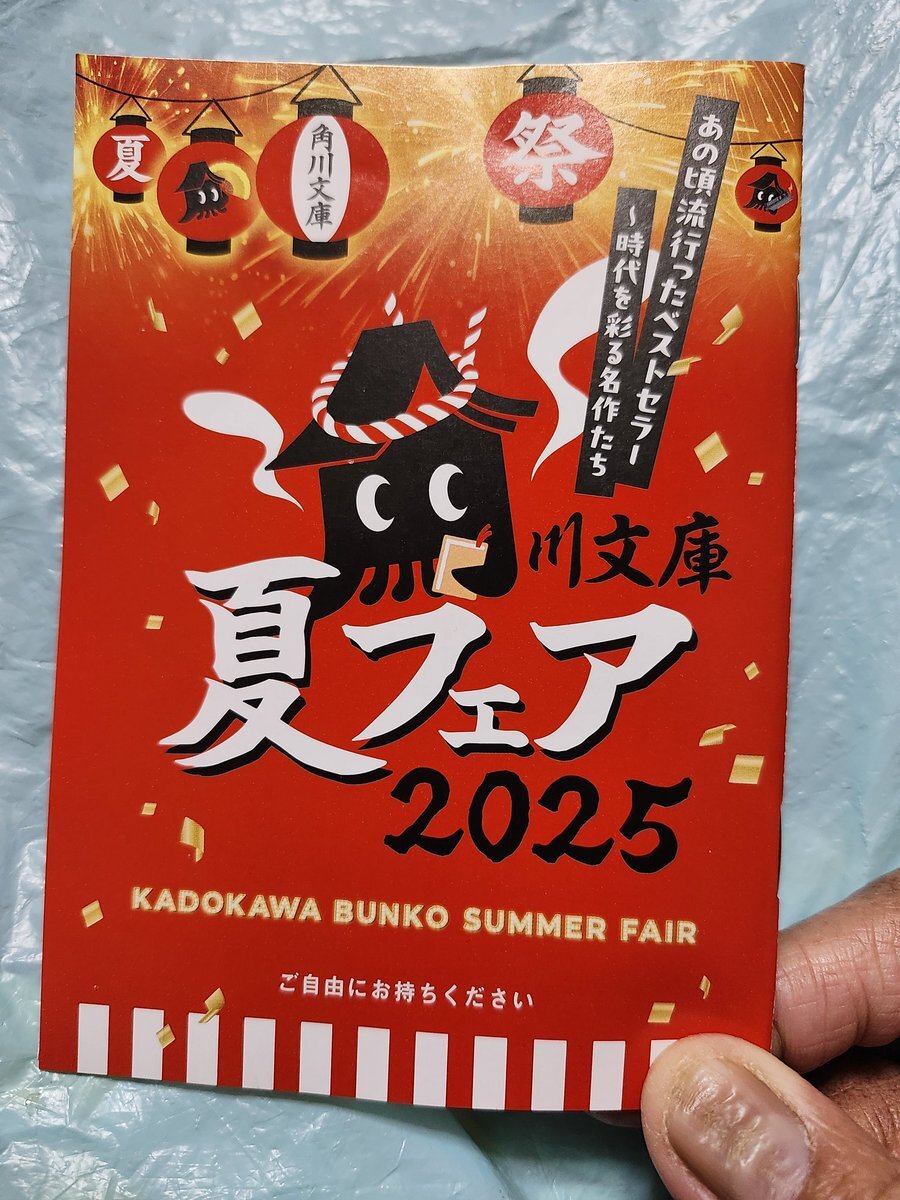 夏
角川文庫
祭
あの頃流行ったベストセラー
～時代を彩る名作たち
川文庫
夏フェア
2025
KADOKAWA BUNKO SUMMER FAIR
ご自由にお持ちください